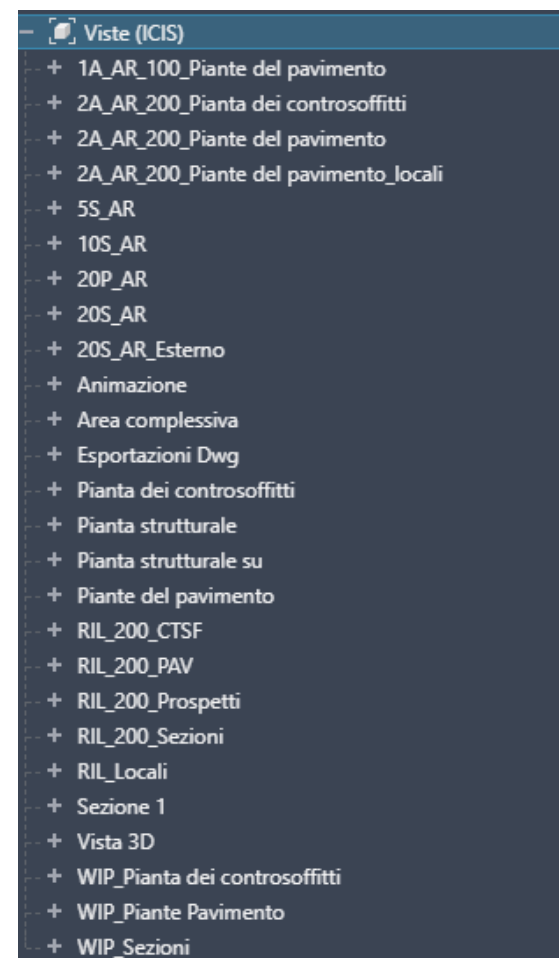 Viste (ICIS)
1A_AR_100_Piante del pavimento
2A_AR_200_Pianta dei controsoffitti
2A_AR_200_Piante del pavimento
2A_AR_200_Piante del pavimento_locali
5S_AR
10S_AR
20P_AR
20S_AR
20S_AR_Esterno
Animazione
Area complessiva
Esportazioni Dwg
Pianta dei controsoffitti
Pianta strutturale
Pianta strutturale su
Piante del pavimento
RIL_200_CTSF
RIL_200_PAV
RIL_200_Prospetti
RIL_200_Sezioni
RIL_Locali
Sezione 1
Vista 3D
WIP_Pianta dei controsoffitti
WIP_Piante Pavimento
WIP_Sezioni